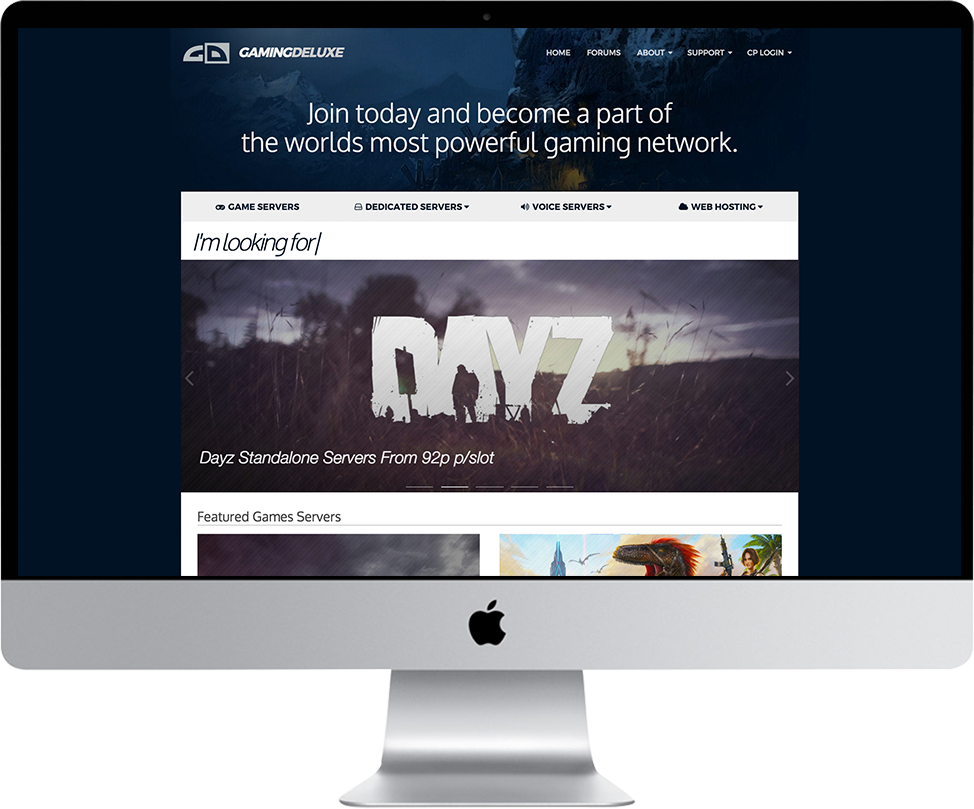 GD GAMINGDELUXE
HOME FORUMS ABOUT SUPPORT CP LOGIN
Join today and become a part of
the worlds most powerful gaming network.
GAME SERVERS DEDICATED SERVERS VOICE SERVERS WEB HOSTING
I'm looking for|
DAYZ
Dayz Standalone Servers From 92p p/slot
Featured Games Servers